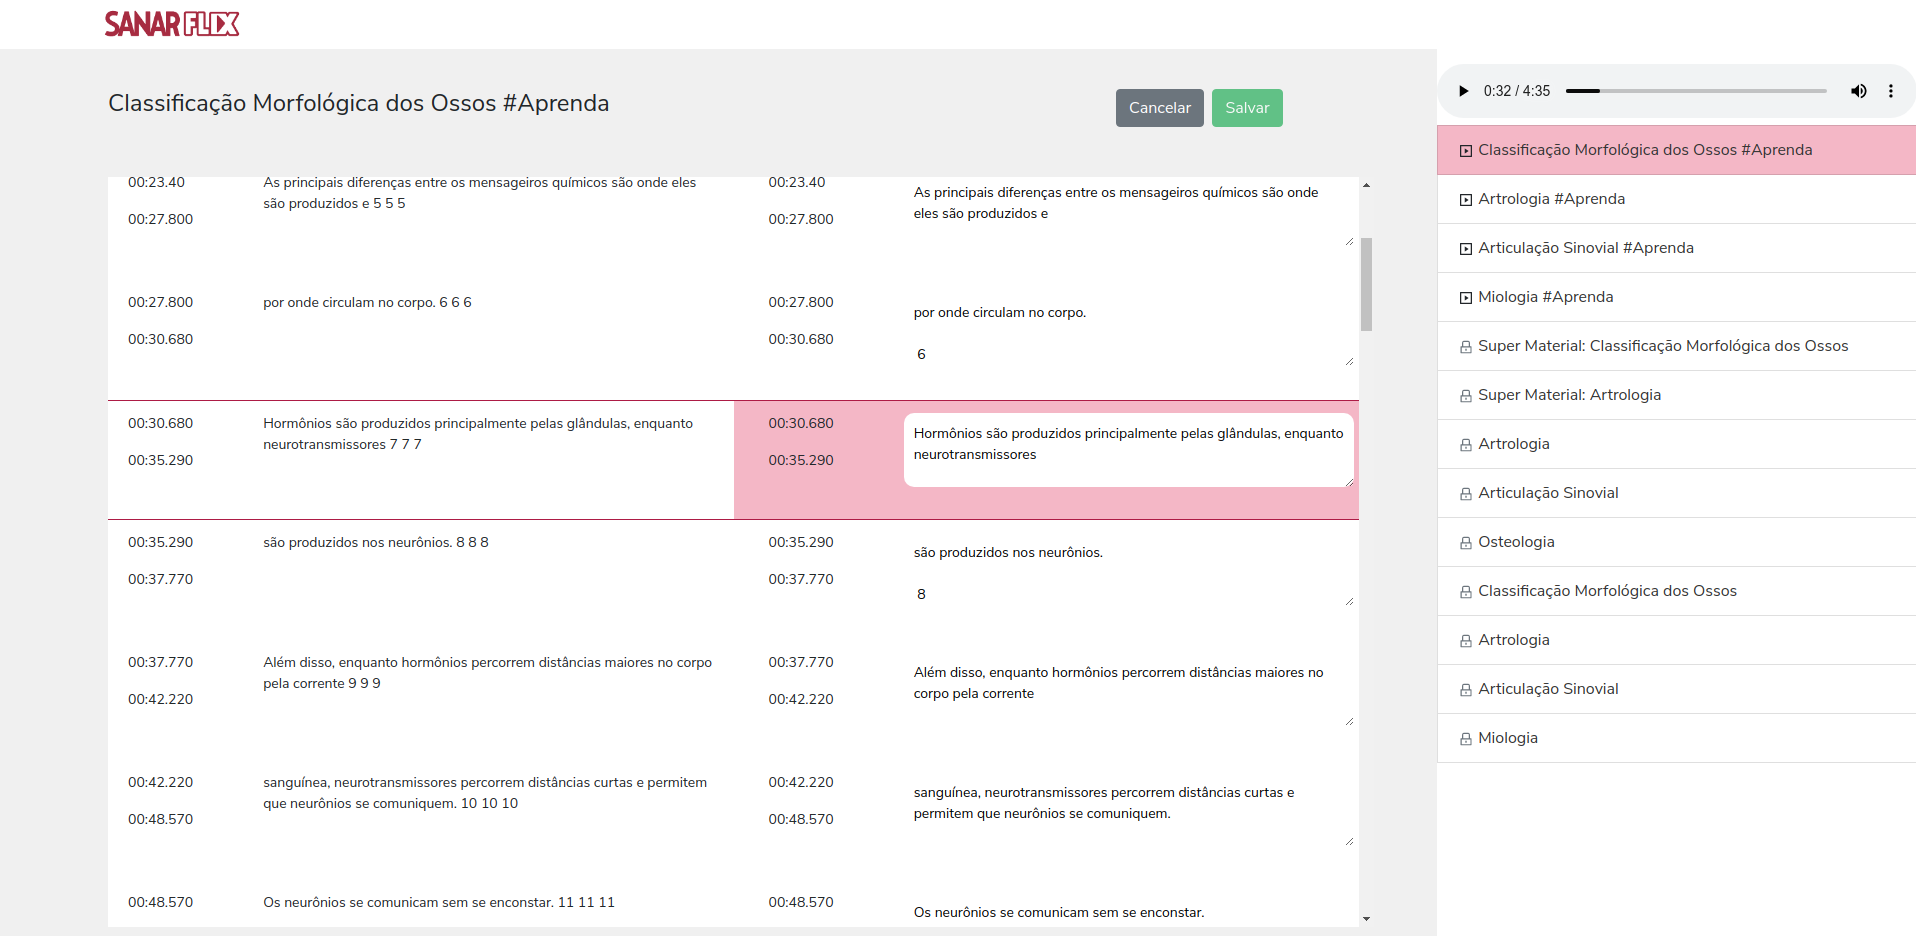 SANARFLIX
Classificação Morfológica dos Ossos #Aprenda
Cancelar
Salvar
00:23.40
As principais diferenças entre os mensageiros químicos são onde eles
são produzidos e 5 5 5
00:27.800
00:23.40
As principais diferenças entre os mensageiros químicos são onde
eles são produzidos e
00:27.800
00:27.800
por onde circulam no corpo. 6 6 6
00:30.680
00:27.800
por onde circulam no corpo.
00:30.680
6
00:30.680
Hormônios são produzidos principalmente pelas glândulas, enquanto
neurotransmissores 7 7 7
00:35.290
00:30.680
Hormônios são produzidos principalmente pelas glândulas, enquanto
neurotransmissores
00:35.290
00:35.290
são produzidos nos neurônios. 8 8 8
00:37.770
00:35.290
são produzidos nos neurônios.
00:37.770
8
00:37.770
Além disso, enquanto hormônios percorrem distâncias maiores no corpo
pela corrente 9 9 9
00:42.220
00:37.770
Além disso, enquanto hormônios percorrem distâncias maiores no
corpo pela corrente
00:42.220
00:42.220
sanguínea, neurotransmissores percorrem distâncias curtas e permitem
que neurônios se comuniquem. 10 10 10
00:48.570
00:42.220
sanguínea, neurotransmissores percorrem distâncias curtas e
permitem que neurônios se comuniquem.
00:48.570
00:48.570
Os neurônios se comunicam sem se enconstar. 11 11 11
00:48.570
Os neurônios se comunicam sem se enconstar.
0:32 / 4:35
Classificação Morfológica dos Ossos #Aprenda
Artrologia #Aprenda
Articulação Sinovial #Aprenda
Miologia #Aprenda
Super Material: Classificação Morfológica dos Ossos
Super Material: Artrologia
Artrologia
Articulação Sinovial
Osteologia
Classificação Morfológica dos Ossos
Artrologia
Articulação Sinovial
Miologia